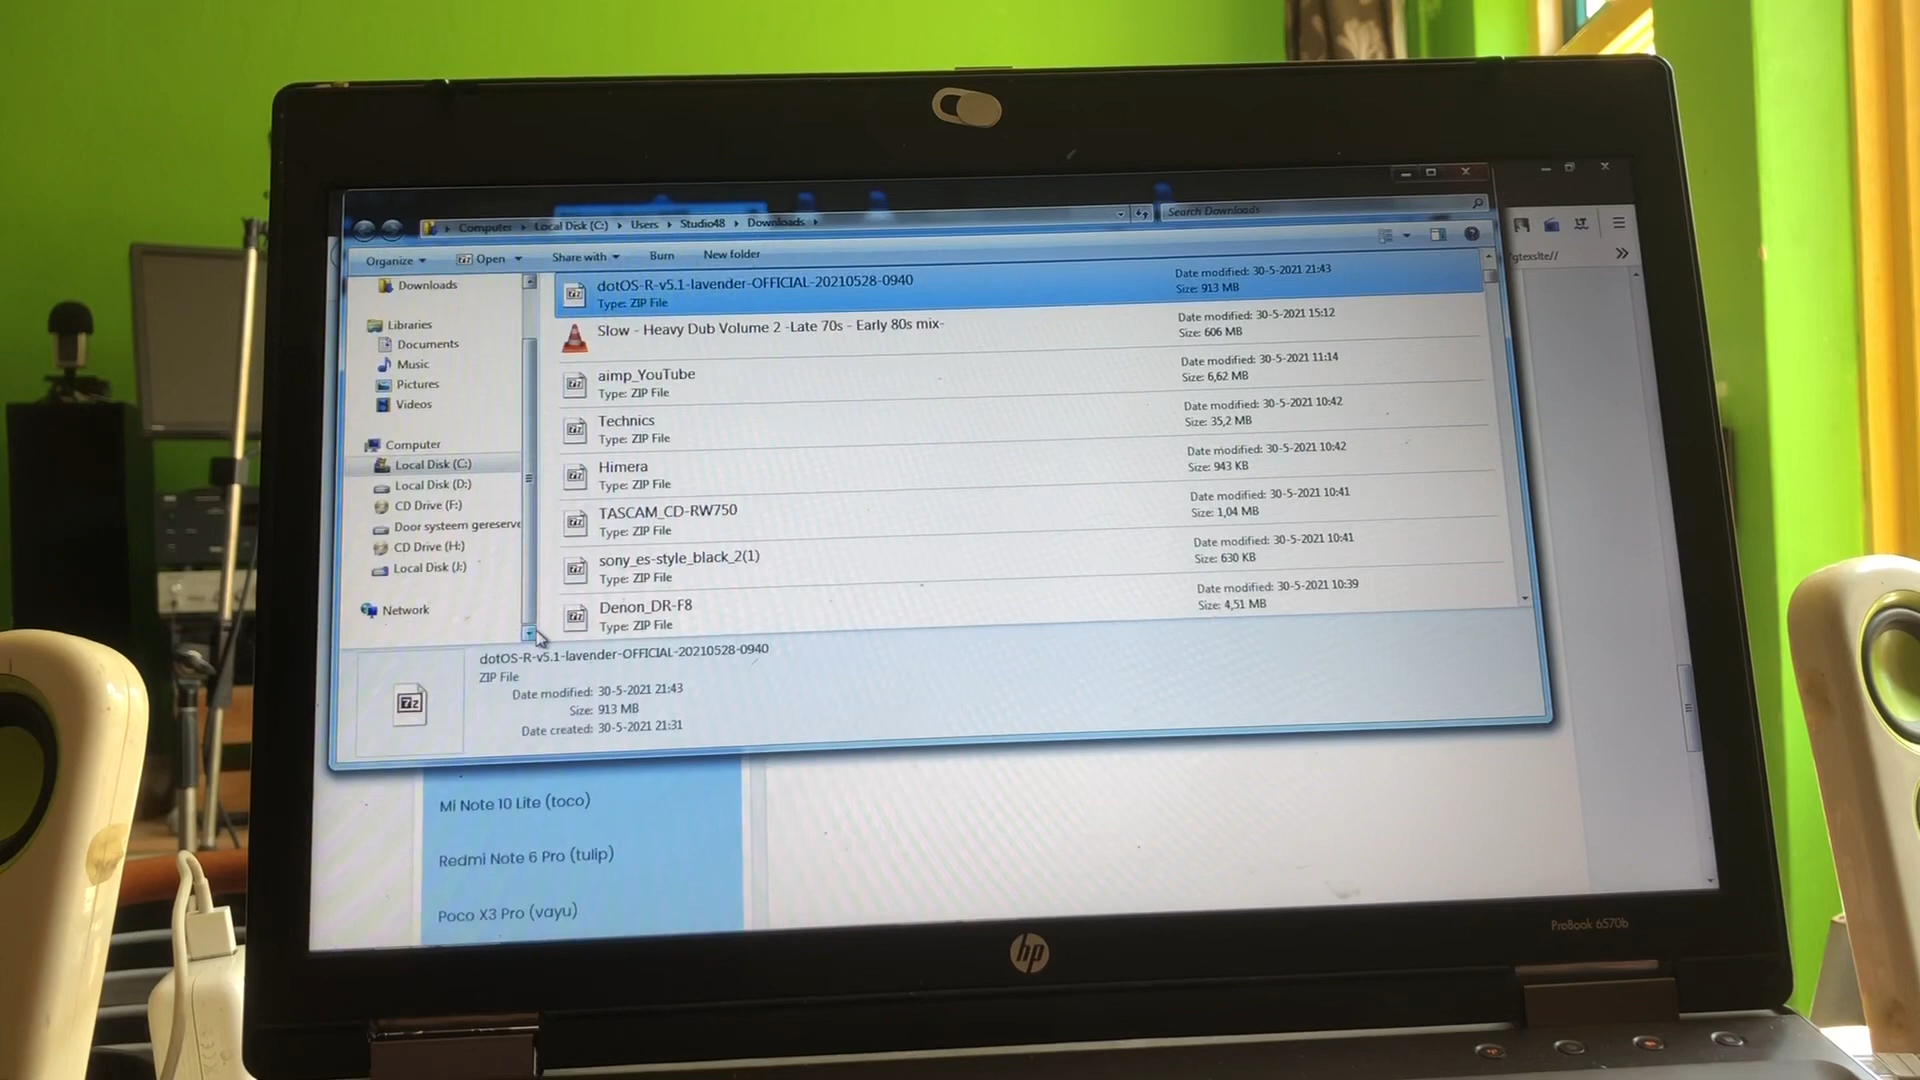 Computer Local Disk (C:) Users Studio48 Downloads
Search Downloads
Organize Open Share with Burn New folder
Downloads
Libraries
Documents
Music
Pictures
Videos
Computer
Local Disk (C:)
Local Disk (D:)
CD Drive (F:)
Door systeem gereserve
CD Drive (H:)
Local Disk (J:)
Network
dotOS-R-v5.1-lavender-OFFICIAL-20210528-0940
Type: ZIP File
Date modified: 30-5-2021 21:43
Size: 913 MB
Slow - Heavy Dub Volume 2 -Late 70s - Early 80s mix-
Date modified: 30-5-2021 15:12
Size: 606 MB
aimp_YouTube
Type: ZIP File
Date modified: 30-5-2021 11:14
Size: 6,62 MB
Technics
Type: ZIP File
Date modified: 30-5-2021 10:42
Size: 35,2 MB
Himera
Type: ZIP File
Date modified: 30-5-2021 10:42
Size: 943 KB
TASCAM_CD-RW750
Type: ZIP File
Date modified: 30-5-2021 10:41
Size: 1,04 MB
sony_es-style_black_2(1)
Type: ZIP File
Date modified: 30-5-2021 10:41
Size: 630 KB
Denon_DR-F8
Type: ZIP File
Date modified: 30-5-2021 10:39
Size: 4,51 MB
dotOS-R-v5.1-lavender-OFFICIAL-20210528-0940
ZIP File
Date modified: 30-5-2021 21:43
Size: 913 MB
Date created: 30-5-2021 21:31
7z
Mi Note 10 Lite (toco)
Redmi Note 6 Pro (tulip)
Poco X3 Pro (vayu)
hp
ProBook 6570b